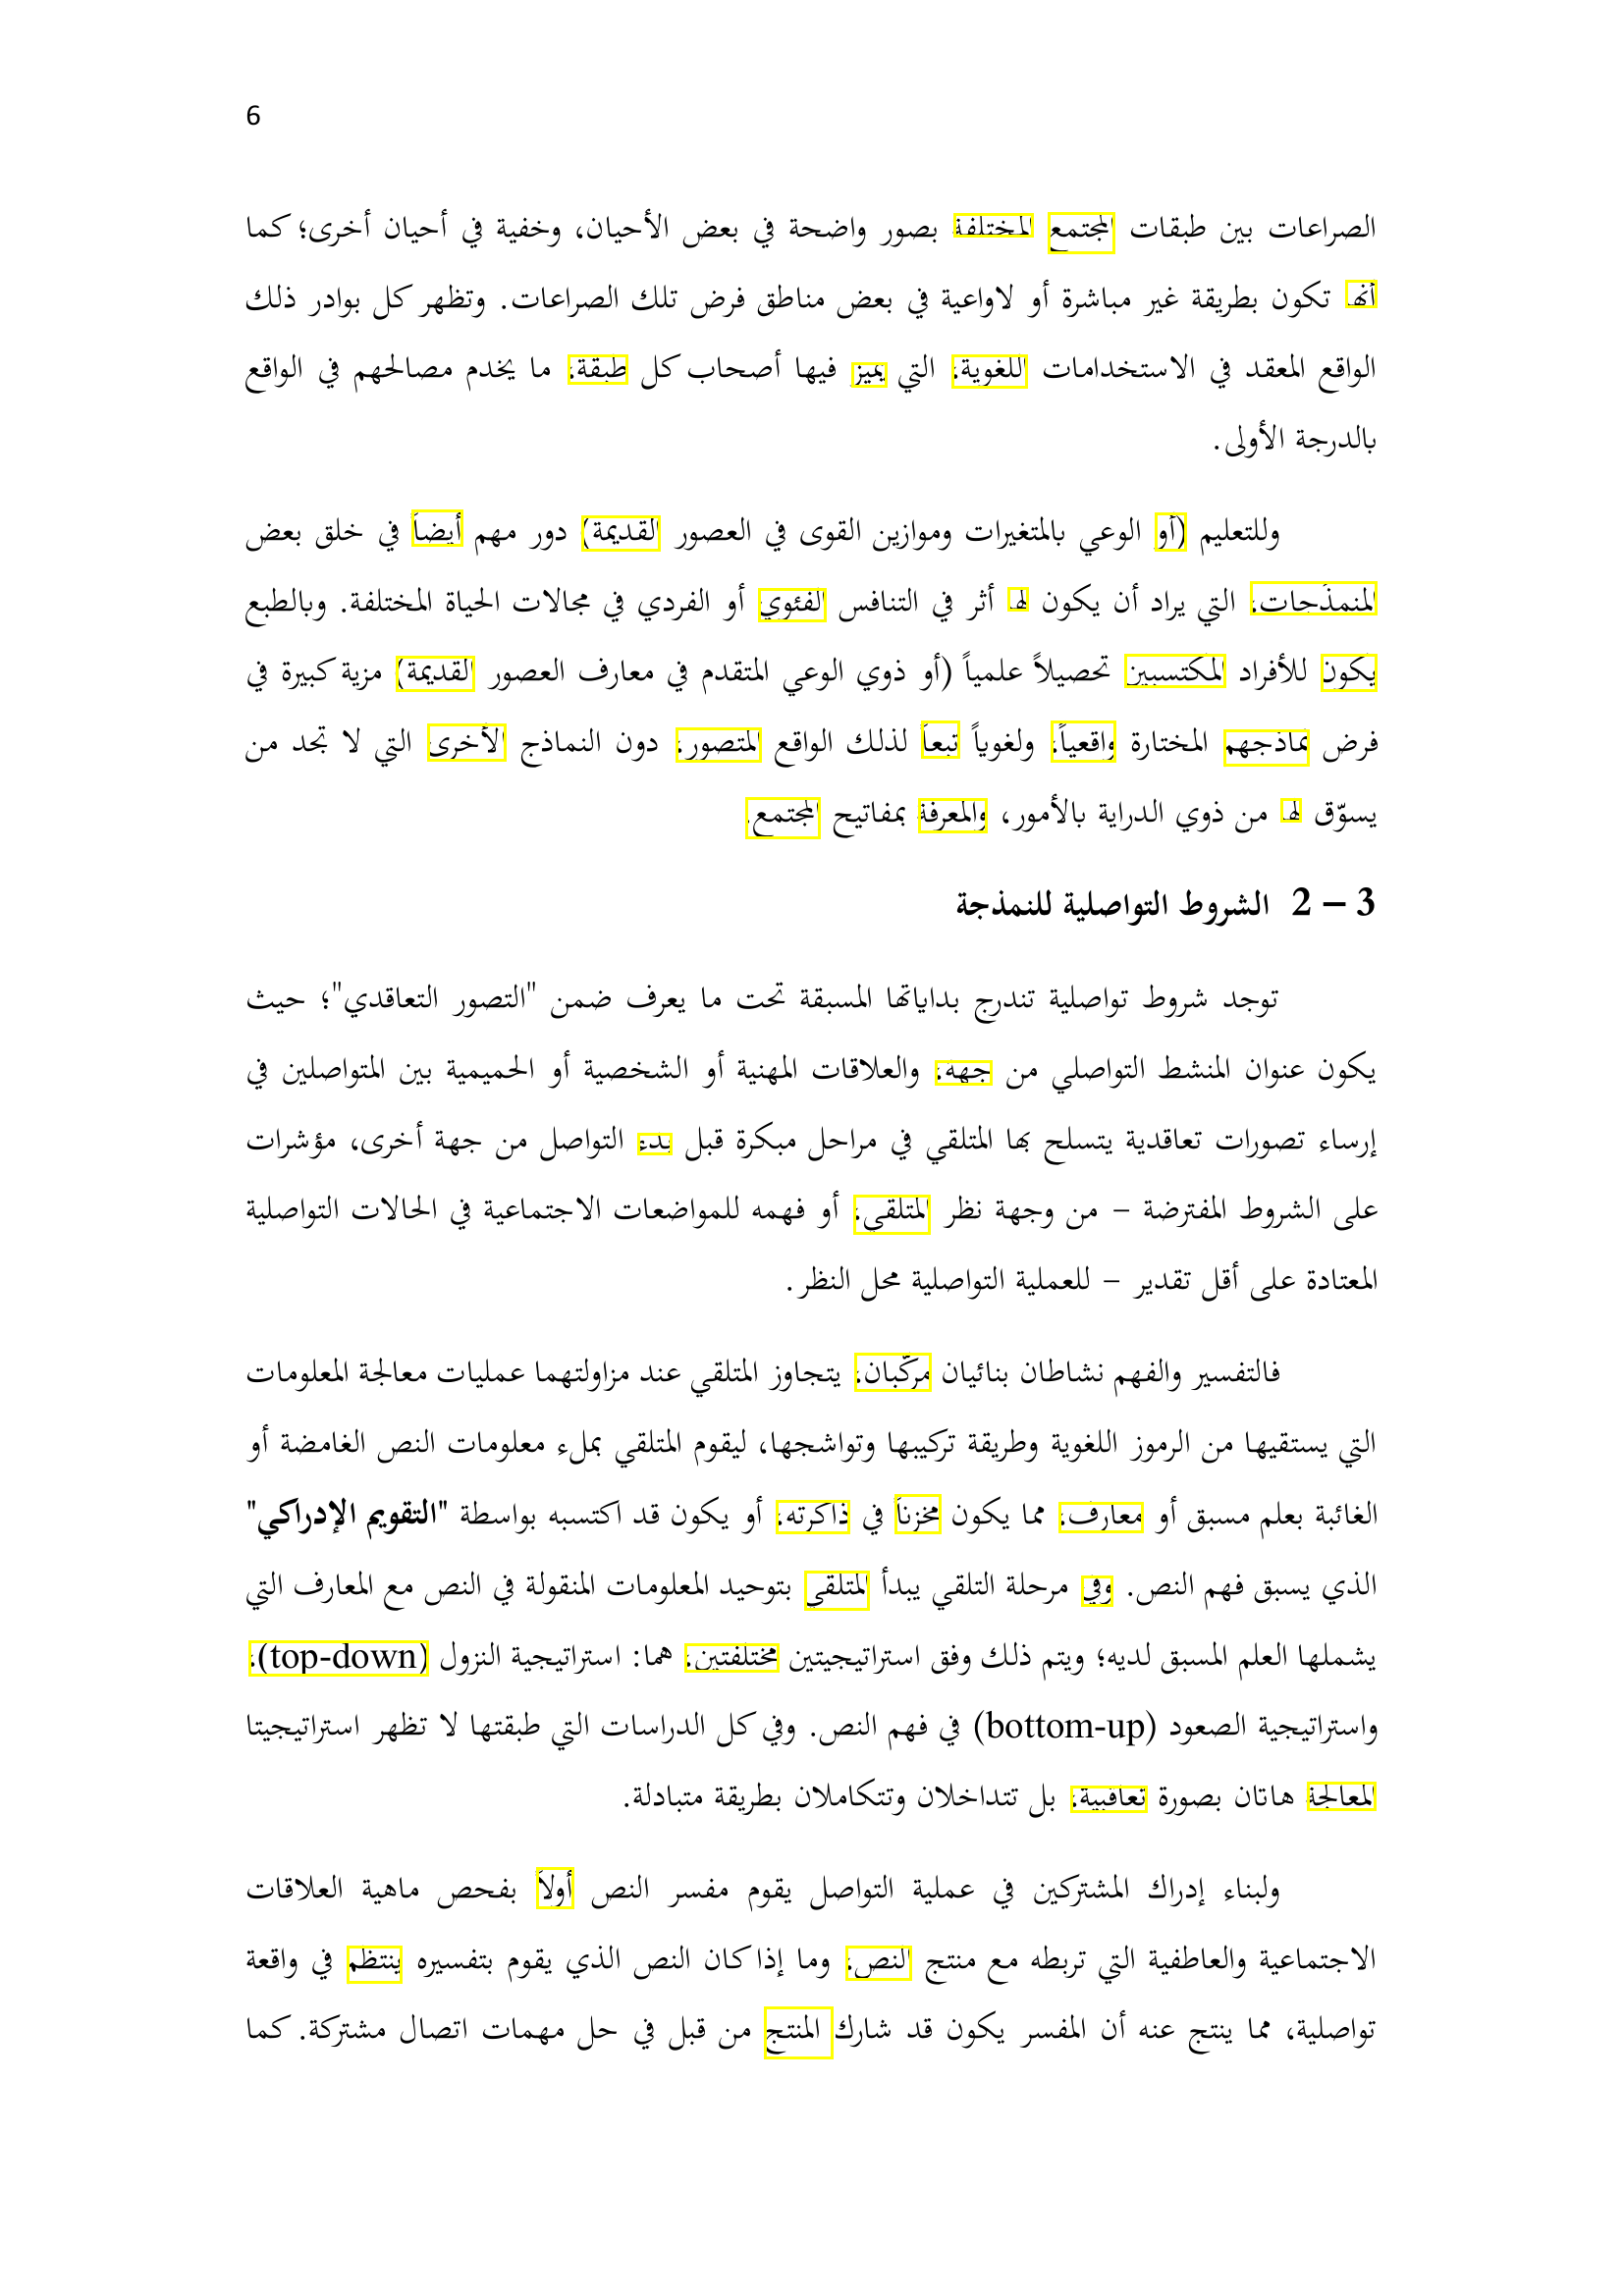 6
الصراعات بين طبقات المجتمع المختلفة بصور واضحة في بعض الأحيان، وخفية في أحيان أخرى؛ كما
أنها تكون بطريقة غير مباشرة أو لاواعية في بعض مناطق فرض تلك الصراعات. وتظهر كل بوادر ذلك
الواقع المعقد في الاستخدامات اللغوية، التي يميز فيها أصحاب كل طبقة، ما يخدم مصالحهم في الواقع
بالدرجة الأولى.
وللتعليم (أو الوعي بالمتغيرات وموازين القوى في العصور القديمة) دور مهم أيضاً في خلق بعض
المنمذجات، التي يراد أن يكون لها أثر في التنافس الفئوي أو الفردي في مجالات الحياة المختلفة. وبالطبع
يكون للأفراد المكتسبين تحصيلاً علمياً (أو ذوي الوعي المتقدم في معارف العصور القديمة) مزية كبيرة في
فرض نماذجهم المختارة واقعياً، ولغوياً تبعاً لذلك الواقع المتصور، دون النماذج الأخرى التي لا تجد من
يسوّق لها من ذوي الدراية بالأمور، والمعرفة بمفاتيح المجتمع.
3 – 2 الشروط التواصلية للنمذجة
توجد شروط تواصلية تندرج بداياتها المسبقة تحت ما يعرف ضمن "التصور التعاقدي"؛ حيث
يكون عنوان المنشط التواصلي من جهة، والعلاقات المهنية أو الشخصية أو الحميمية بين المتواصلين في
إرساء تصورات تعاقدية يتسلح بها المتلقي في مراحل مبكرة قبل بدء التواصل من جهة أخرى، مؤشرات
على الشروط المفترضة – من وجهة نظر المتلقي، أو فهمه للمواضعات الاجتماعية في الحالات التواصلية
المعتادة على أقل تقدير – للعملية التواصلية محل النظر.
فالتفسير والفهم نشاطان بنائيان مركّبان، يتجاوز المتلقي عند مزاولتهما عمليات معالجة المعلومات
التي يستقيها من الرموز اللغوية وطريقة تركيبها وتواشجها، ليقوم المتلقي بملء معلومات النص الغامضة أو
الغائبة بعلم مسبق أو معارف، مما يكون مخزناً في ذاكرته، أو يكون قد اكتسبه بواسطة "التقويم الإدراكي"
الذي يسبق فهم النص. وفي مرحلة التلقي يبدأ المتلقي بتوحيد المعلومات المنقولة في النص مع المعارف التي
يشملها العلم المسبق لديه؛ ويتم ذلك وفق استراتيجيتين مختلفتين، هما: استراتيجية النزول (top-down)،
واستراتيجية الصعود (bottom-up) في فهم النص. وفي كل الدراسات التي طبقتها لا تظهر استراتيجيتا
المعالجة هاتان بصورة تعاقبية، بل تتداخلان وتتكاملان بطريقة متبادلة.
ولبناء إدراك المشتركين في عملية التواصل يقوم مفسر النص أولاً بفحص ماهية العلاقات
الاجتماعية والعاطفية التي تربطه مع منتج النص، وما إذا كان النص الذي يقوم بتفسيره ينتظم في واقعة
تواصلية، مما ينتج عنه أن المفسر يكون قد شارك المنتج من قبل في حل مهمات اتصال مشتركة. كما